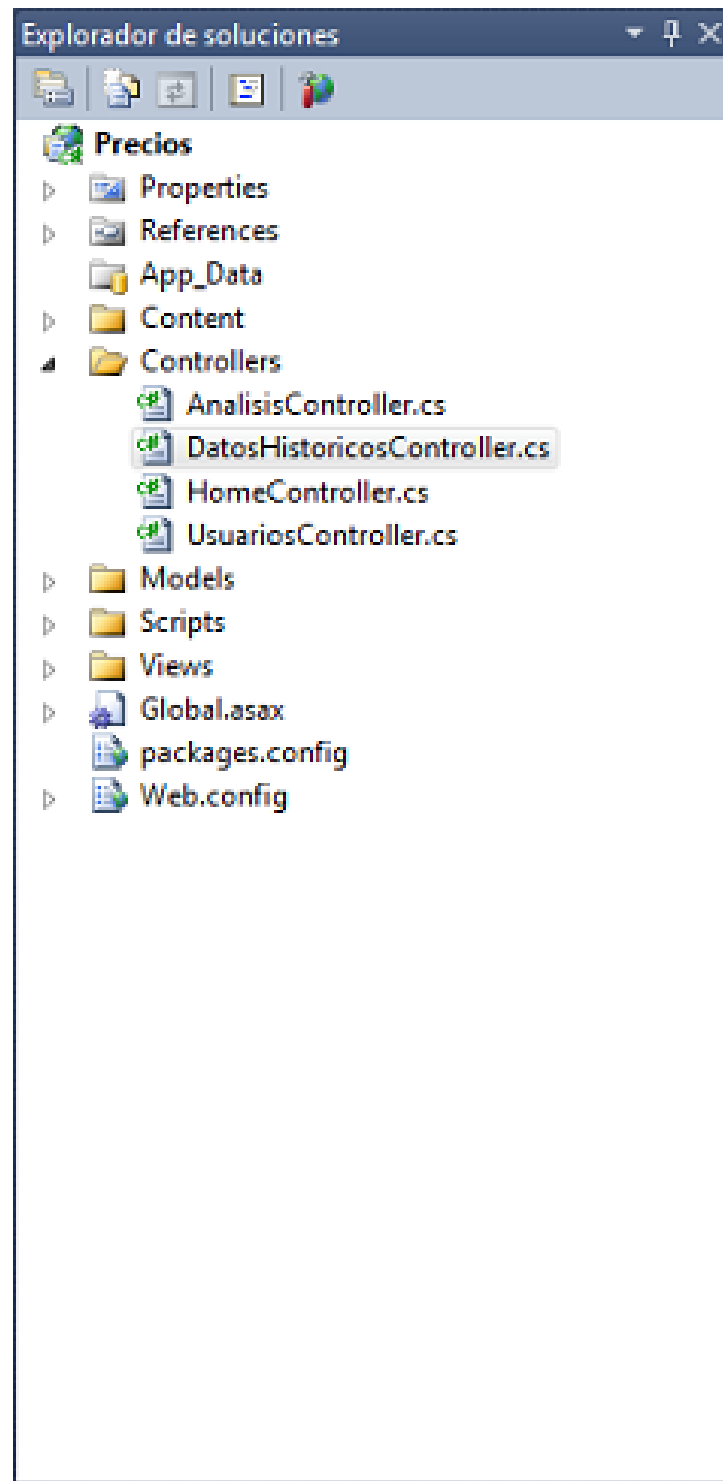 Explorador de soluciones
Precios
Properties
References
App_Data
Content
Controllers
AnalisisController.cs
DatosHistoricosController.cs
HomeController.cs
UsuariosController.cs
Models
Scripts
Views
Global.asax
packages.config
Web.config